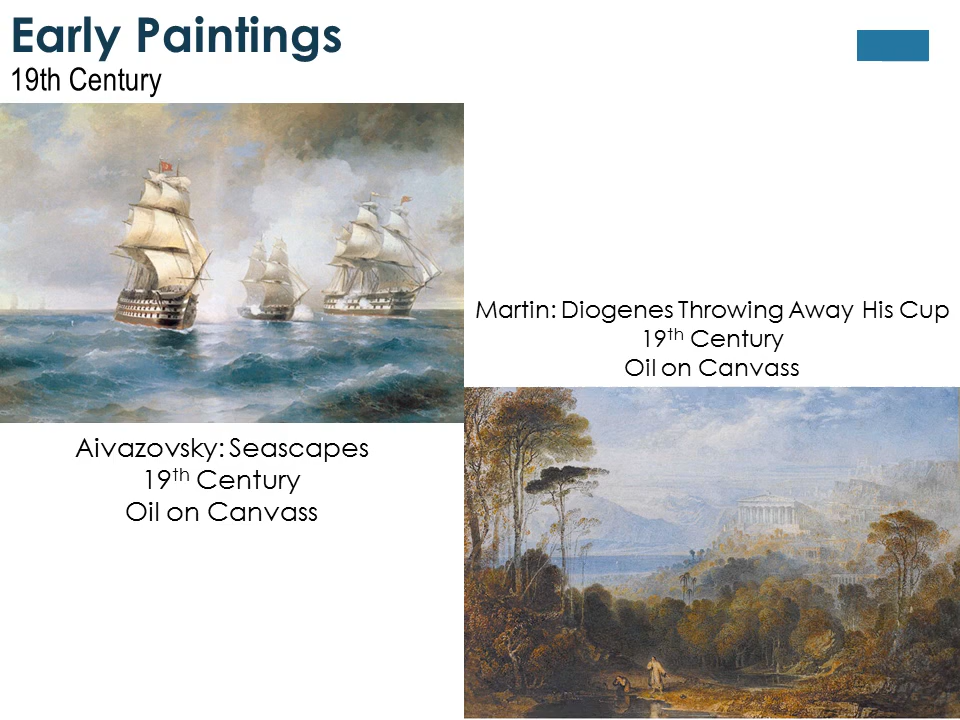 Early Paintings
19th Century
Martin: Diogenes Throwing Away His Cup
19th Century
Oil on Canvass
Aivazovsky: Seascapes
19th Century
Oil on Canvass